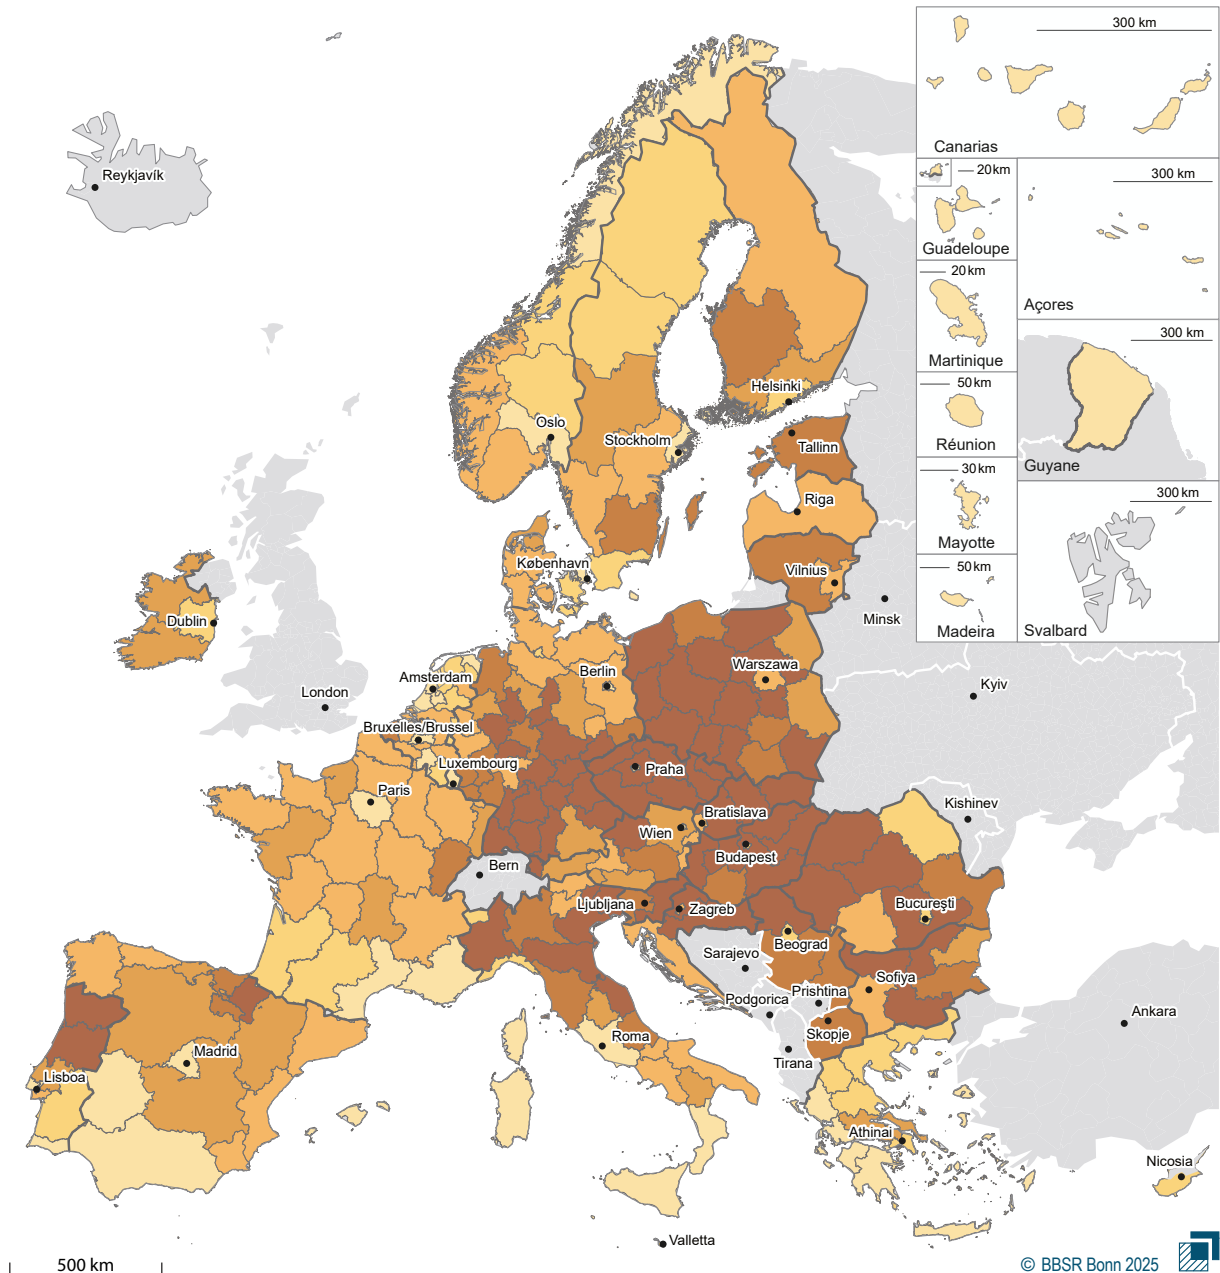 300 km
Canarias
20 km
Guadeloupe
300 km
Açores
20 km
Martinique
300 km
Guyane
50 km
Réunion
30 km
Mayotte
300 km
Svalbard
50 km
Madeira
Reykjavík
Oslo
Stockholm
Helsinki
Tallinn
Riga
København
Vilnius
Minsk
Dublin
London
Amsterdam
Berlin
Warszawa
Kyiv
Bruxelles/Brussel
Luxembourg
Praha
Paris
Kishinev
Bratislava
Wien
Budapest
Bern
Ljubljana
Zagreb
Bucureşti
Beograd
Sarajevo
Sofiya
Prishtina
Podgorica
Skopje
Ankara
Roma
Madrid
Tirana
Lisboa
Athinai
Nicosia
Valletta
500 km
© BBSR Bonn 2025